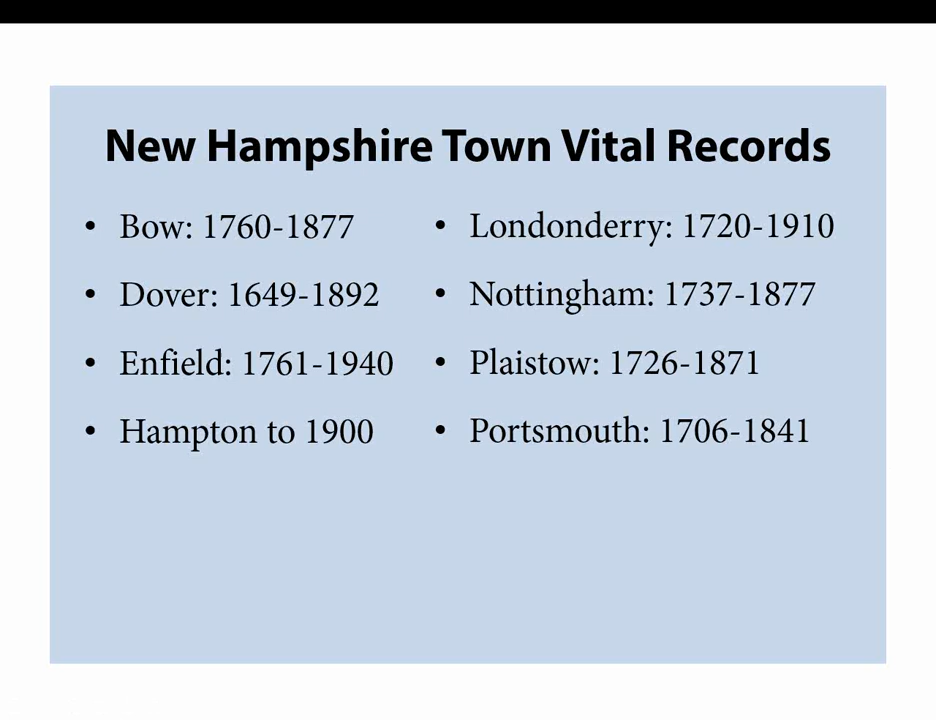 New Hampshire Town Vital Records
• Bow: 1760-1877
• Dover: 1649-1892
• Enfield: 1761-1940
• Hampton to 1900
• Londonderry: 1720-1910
• Nottingham: 1737-1877
• Plaistow: 1726-1871
• Portsmouth: 1706-1841